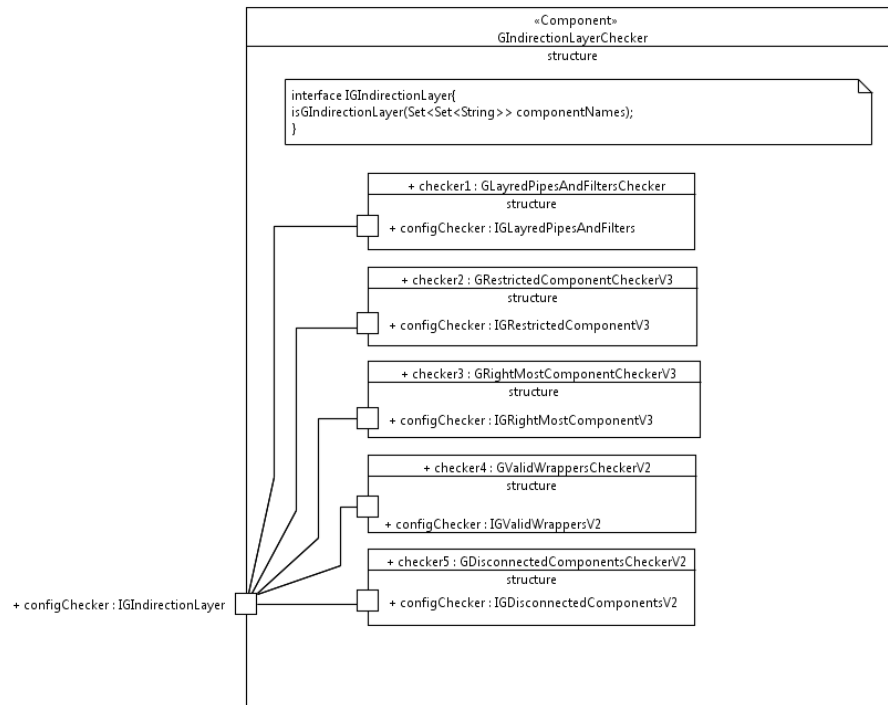 «Component»
GIndirectionLayerChecker
structure
interface IGIndirectionLayer{
isGIndirectionLayer(Set<Set<String>> componentNames);
}
+ checker1 : GLayredPipesAndFiltersChecker
structure
+ configChecker : IGLayredPipesAndFilters
+ checker2 : GRestrictedComponentCheckerV3
structure
+ configChecker : IGRestrictedComponentV3
+ checker3 : GRightMostComponentCheckerV3
structure
+ configChecker : IGRightMostComponentV3
+ checker4 : GValidWrappersCheckerV2
structure
+ configChecker : IGValidWrappersV2
+ checker5 : GDisconnectedComponentsCheckerV2
structure
+ configChecker : IGDisconnectedComponentsV2
+ configChecker : IGIndirectionLayer